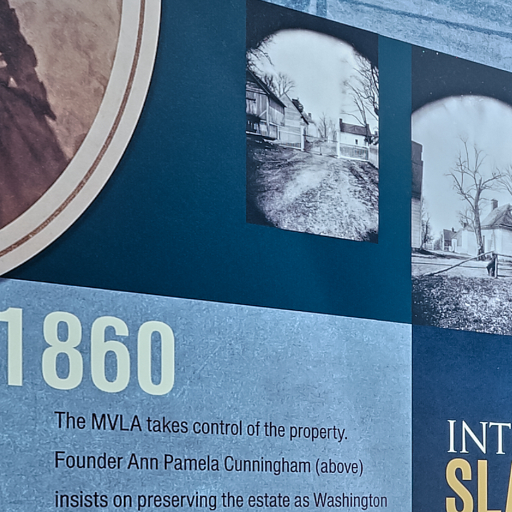 1860
The MVLA takes control of the property.
Founder Ann Pamela Cunningham (above)
insists on preserving the estate as Washington
INT
SLA